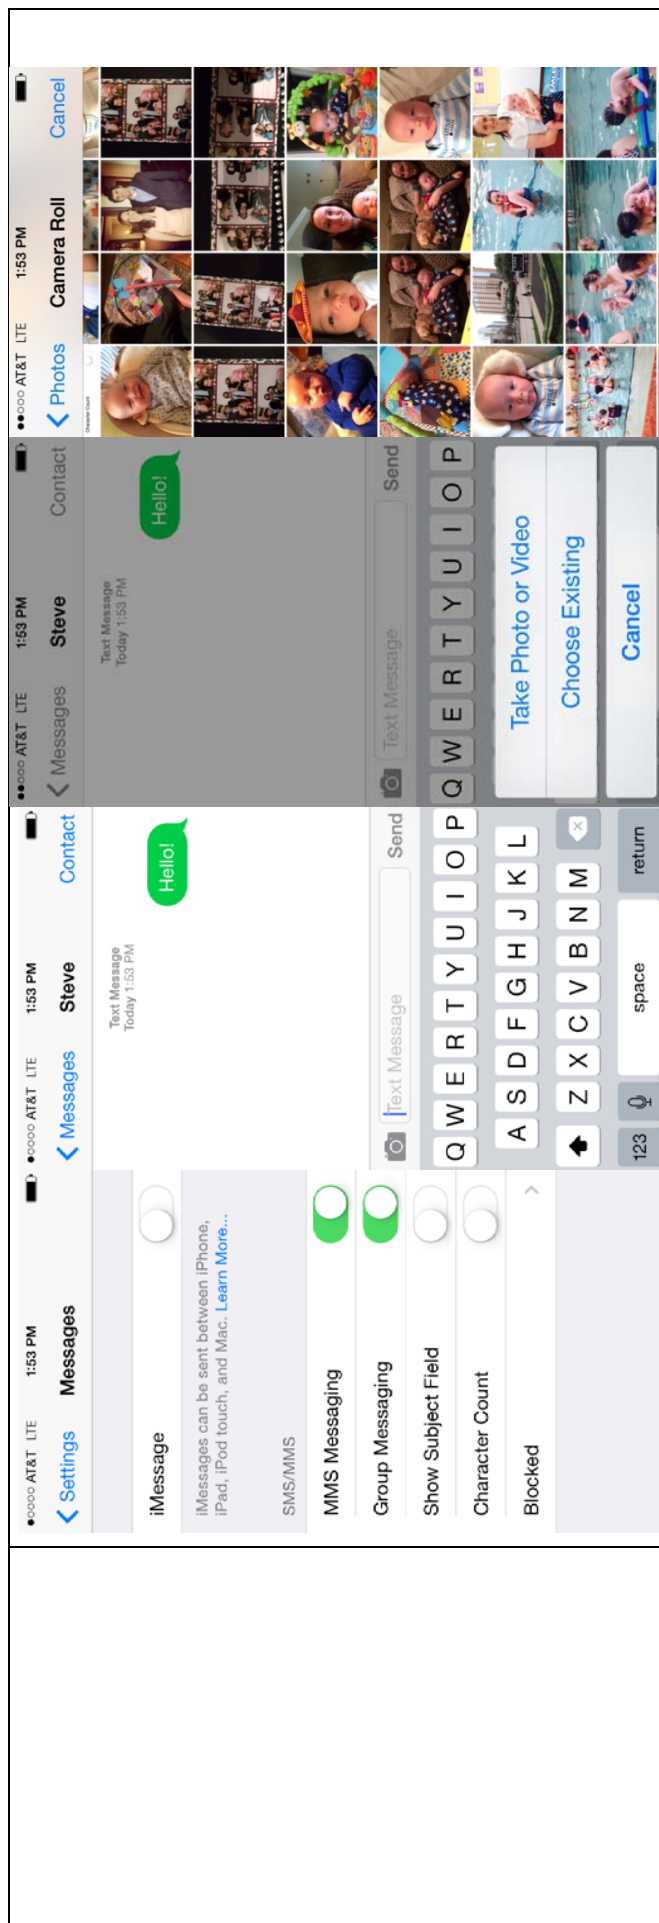 ●○○○○ AT&T LTE 1:53 PM
Settings Messages
iMessage
iMessages can be sent between iPhone,
iPad, iPod touch, and Mac. Learn More...
SMS/MMS
MMS Messaging
Group Messaging
Show Subject Field
Character Count
Blocked
●○○○○ AT&T LTE 1:53 PM
Messages Steve Contact
Text Message
Today 1:53 PM
Hello!
Text Message Send
Q W E R T Y U I O P
A S D F G H J K L
Z X C V B N M
123 space return
●●○○○ AT&T LTE 1:53 PM
Messages Steve Contact
Text Message
Today 1:53 PM
Hello!
Text Message Send
Q W E R T Y U I O P
Take Photo or Video
Choose Existing
Cancel
●●○○○ AT&T LTE 1:53 PM
Photos Camera Roll Cancel
Character Count